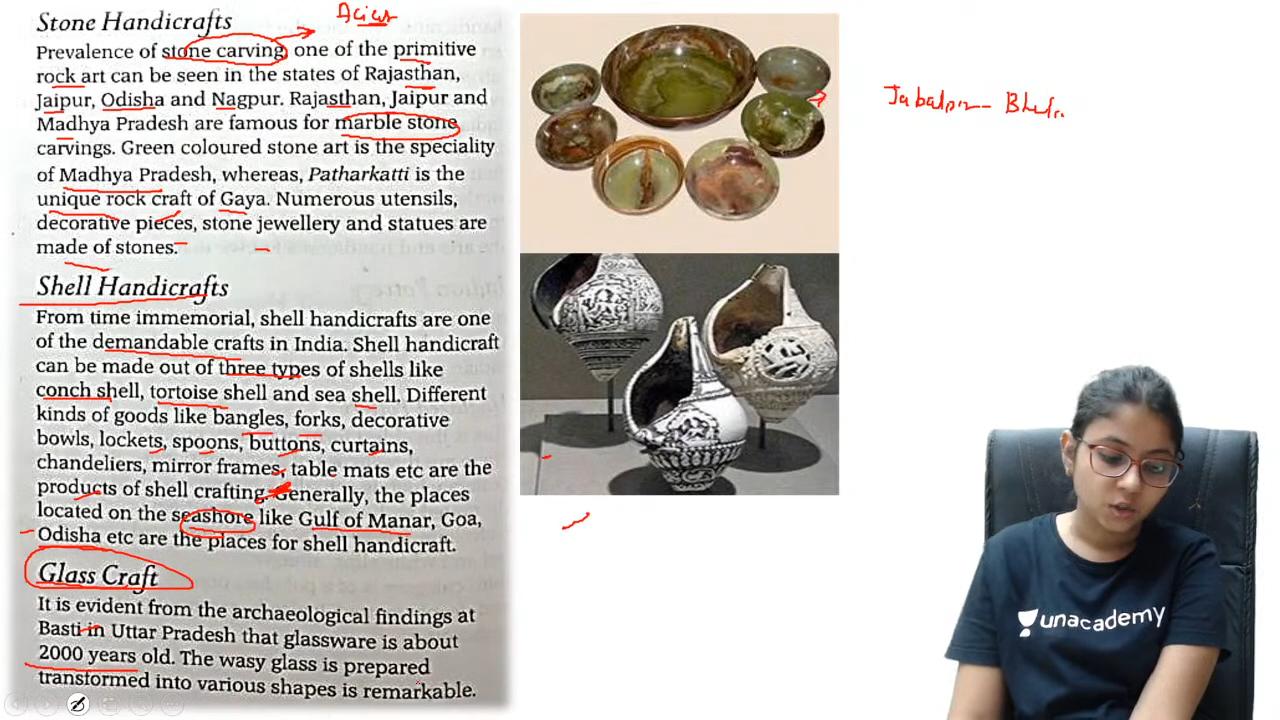 Stone Handicrafts
Prevalence of stone carving, one of the primitive
rock art can be seen in the states of Rajasthan,
Jaipur, Odisha and Nagpur. Rajasthan, Jaipur and
Madhya Pradesh are famous for marble stone
carvings. Green coloured stone art is the speciality
of Madhya Pradesh, whereas, Patharkatti is the
unique rock craft of Gaya. Numerous utensils,
decorative pieces, stone jewellery and statues are
made of stones.
Shell Handicrafts
From time immemorial, shell handicrafts are one
of the demandable crafts in India. Shell handicraft
can be made out of three types of shells like
conch shell, tortoise shell and sea shell. Different
kinds of goods like bangles, forks, decorative
bowls, lockets, spoons, buttons, curtains,
chandeliers, mirror frames, table mats etc are the
products of shell crafting. Generally, the places
located on the seashore like Gulf of Manar, Goa,
Odisha etc are the places for shell handicraft.
Glass Craft
It is evident from the archaeological findings at
Basti in Uttar Pradesh that glassware is about
2000 years old. The wasy glass is prepared
transformed into various shapes is remarkable.
unacademy